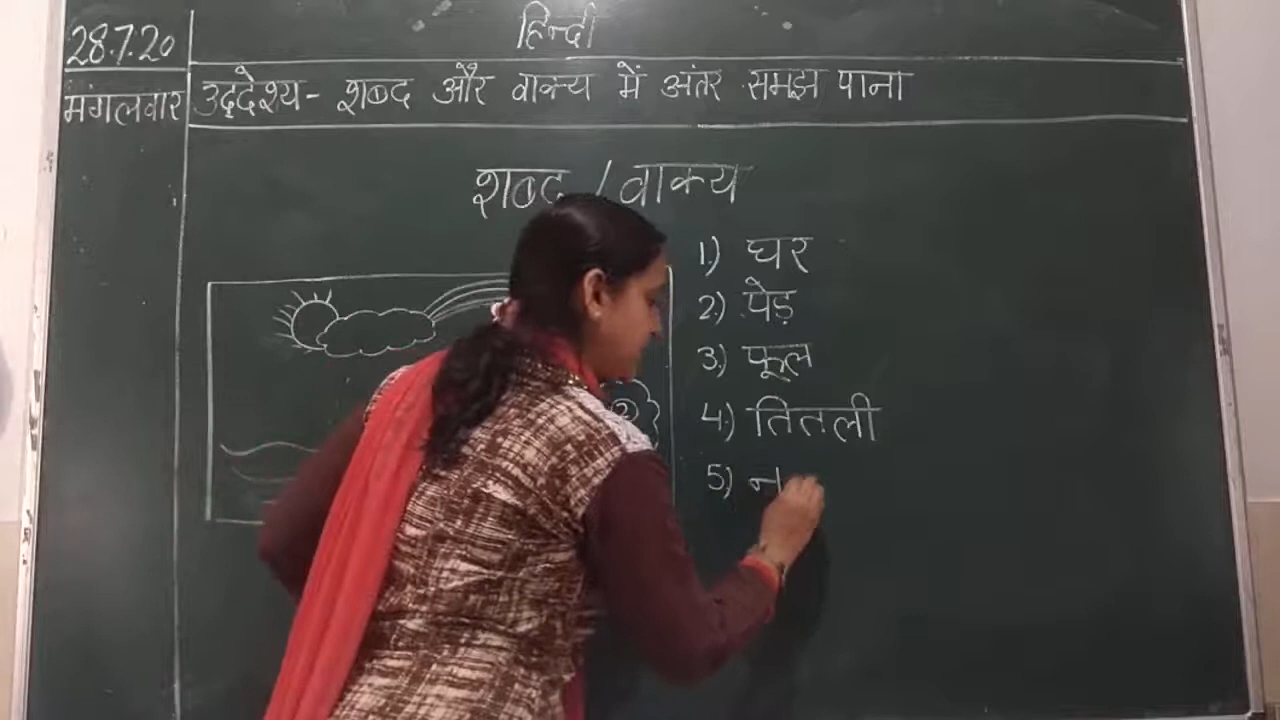 28.7.20
हिन्दी
मंगलवार
उद्देश्य- शब्द और वाक्य में अंतर समझ पाना
शब्द / वाक्य
1.) घर
2.) पेड़
3.) फूल
4.) तितली
5.) न